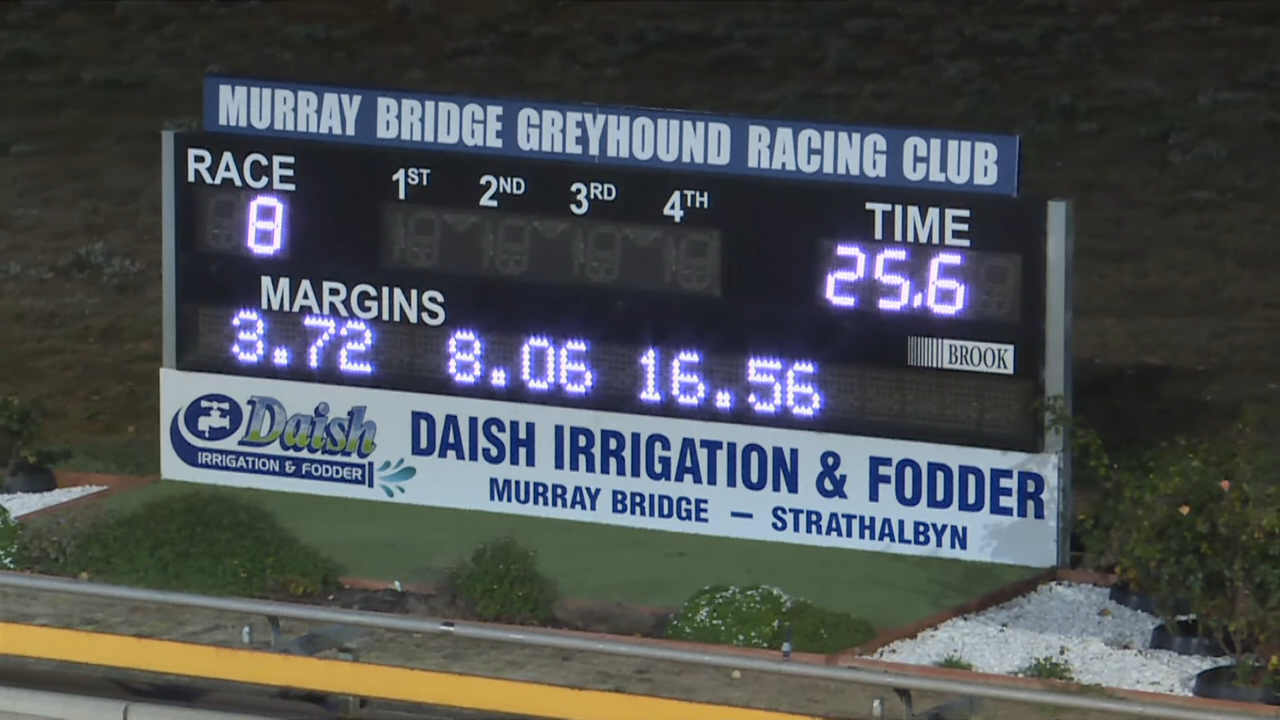 MURRAY BRIDGE GREYHOUND RACING CLUB
RACE 1ST 2ND 3RD 4TH TIME
8 25.6
MARGINS
3.72 8.06 16.56
BROOK
Daish
IRRIGATION & FODDER
DAISH IRRIGATION & FODDER
MURRAY BRIDGE – STRATHALBYN